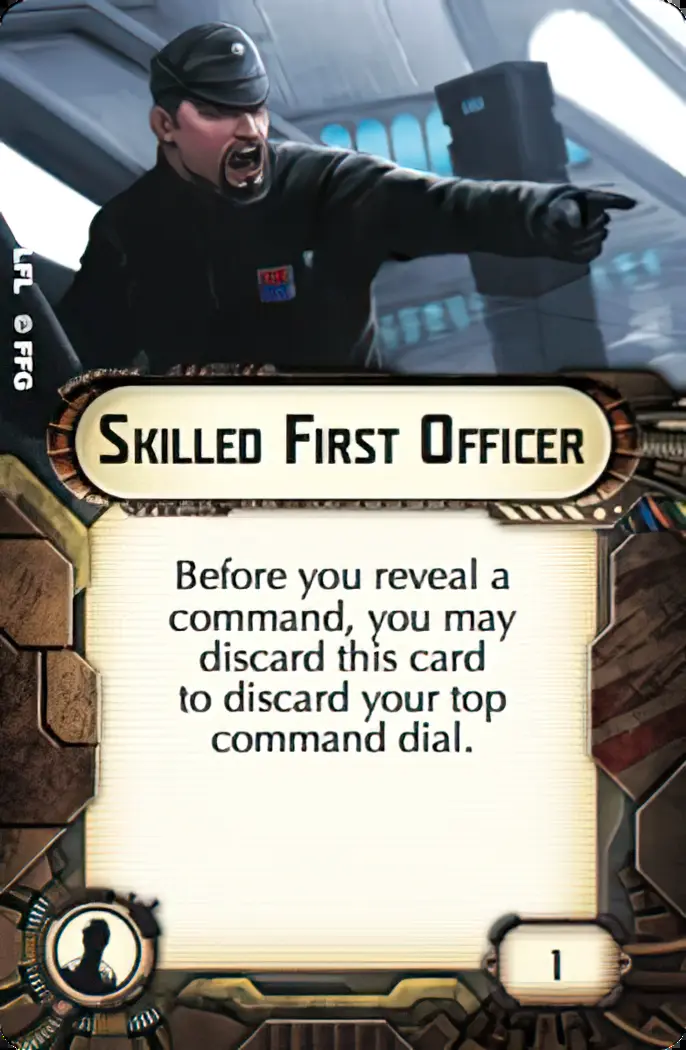 LFL FFG
Skilled First Officer
Before you reveal a
command, you may
discard this card
to discard your top
command dial.
1